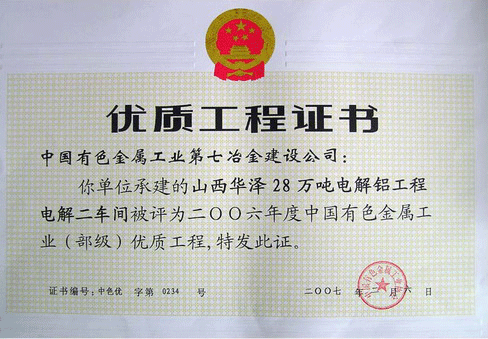 优质工程证书
中国有色金属工业第七冶金建设公司：
你单位承建的山西华泽28万吨电解铝工程
电解二车间被评为二〇〇六年度中国有色金属工
业（部级）优质工程，特发此证。
证书编号：中色优 字第 0234 号
二〇〇七年 月六日